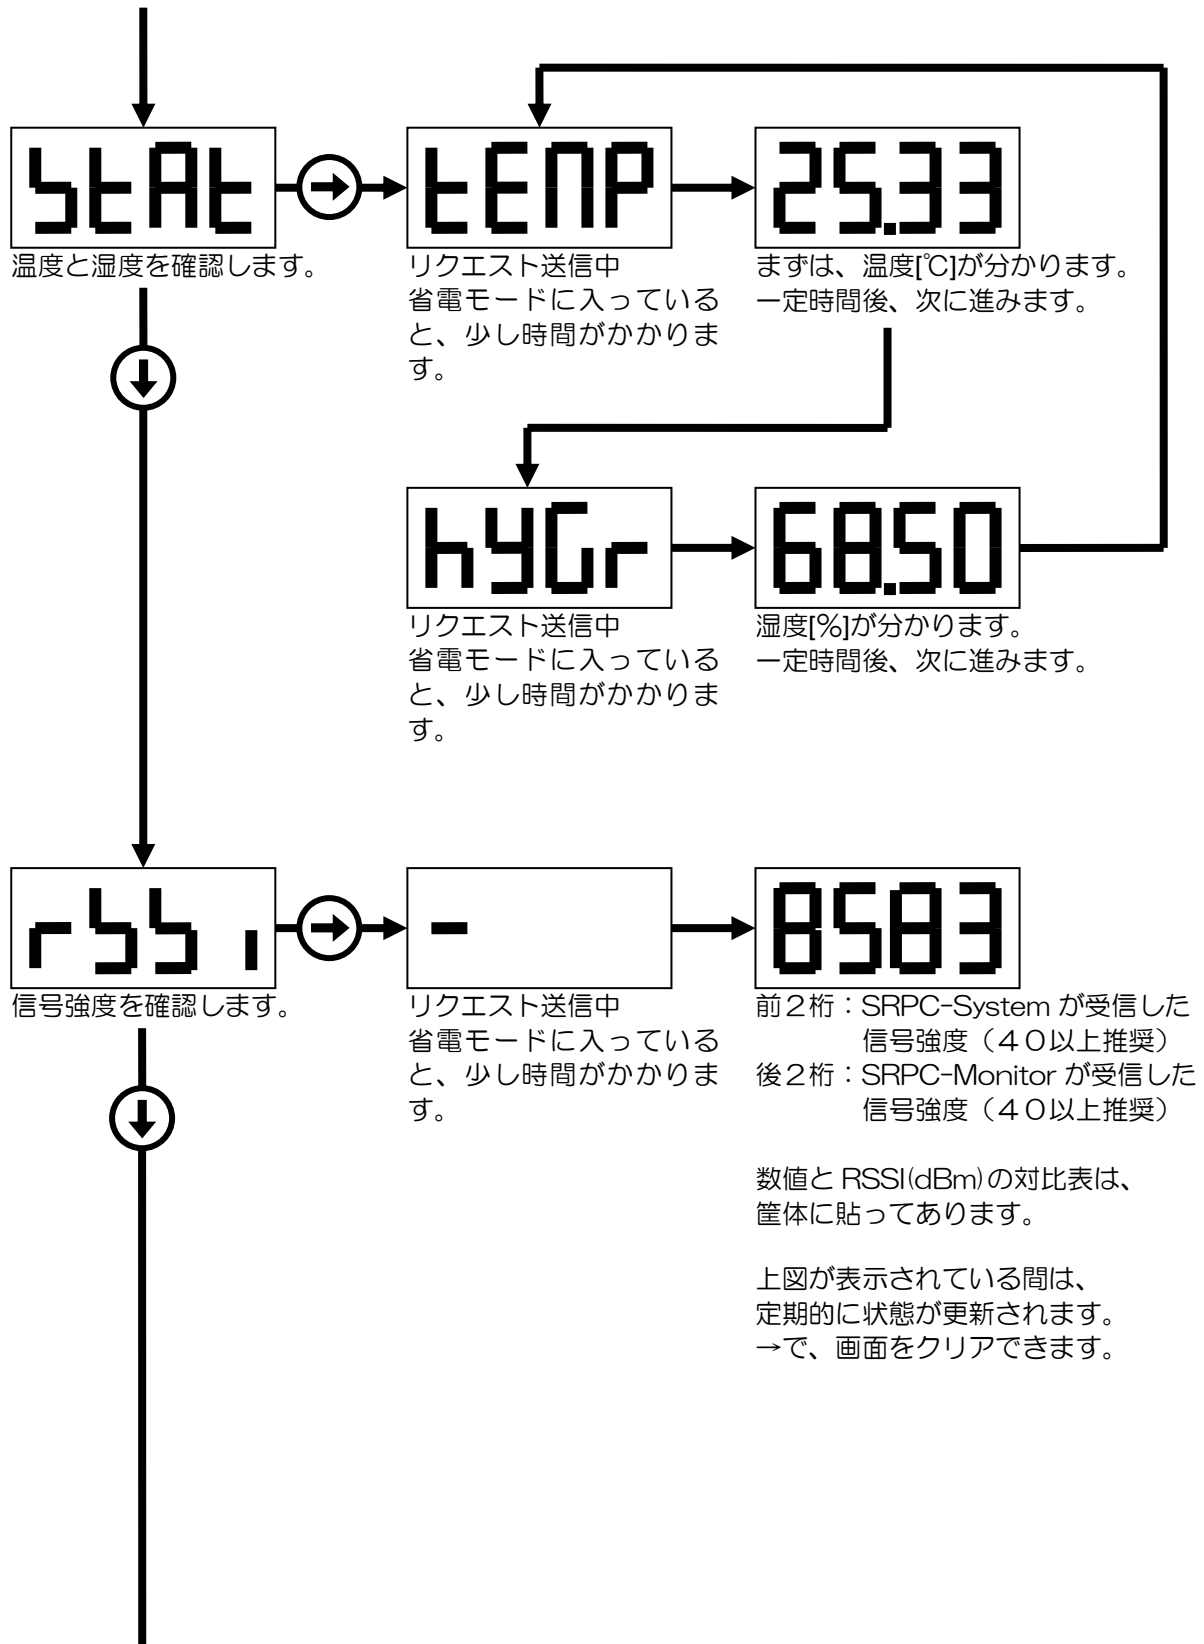 StAt
温度と湿度を確認します。
tEMP
リクエスト送信中
省電モードに入っている
と、少し時間がかかりま
す。
25.33
まずは、温度[℃]が分かります。
一定時間後、次に進みます。
hyGr
リクエスト送信中
省電モードに入っている
と、少し時間がかかりま
す。
68.50
湿度[%]が分かります。
一定時間後、次に進みます。
rSSi
信号強度を確認します。
-
リクエスト送信中
省電モードに入っている
と、少し時間がかかりま
す。
8583
前２桁：SRPC-System が受信した
信号強度（４０以上推奨）
後２桁：SRPC-Monitor が受信した
信号強度（４０以上推奨）
数値と RSSI(dBm)の対比表は、
筐体に貼ってあります。
上図が表示されている間は、
定期的に状態が更新されます。
→で、画面をクリアできます。